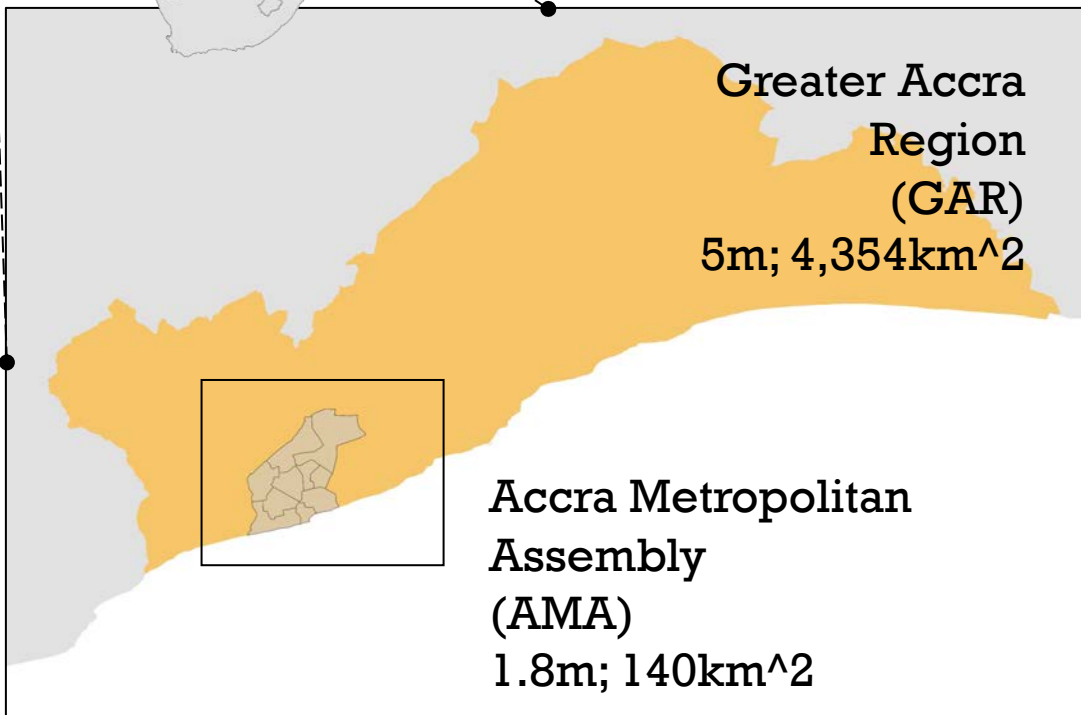 Greater Accra
Region
(GAR)
5m; 4,354km^2
Accra Metropolitan
Assembly
(AMA)
1.8m; 140km^2